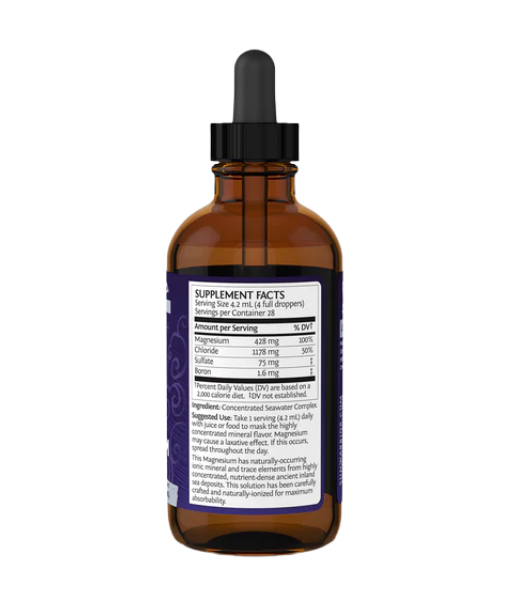 SUPPLEMENT FACTS
Serving Size 4.2 mL (4 full droppers)
Servings per Container 28
Amount per Serving % DV†
Magnesium 428 mg 100%
Chloride 1178 mg 50%
Sulfate 75 mg ‡
Boron 1.6 mg ‡
†Percent Daily Values (DV) are based on a
2,000 calorie diet. ‡DV not established.
Ingredient: Concentrated Seawater Complex.
Suggested Use: Take 1 serving (4.2 mL) daily
with juice or food to mask the highly
concentrated mineral flavor. Magnesium
may cause a laxative effect. If this occurs,
spread throughout the day.
This Magnesium has naturally-occurring
ionic mineral and trace elements from highly
concentrated, nutrient-dense ancient inland
sea deposits. This solution has been carefully
crafted and naturally-ionized for maximum
absorbability.